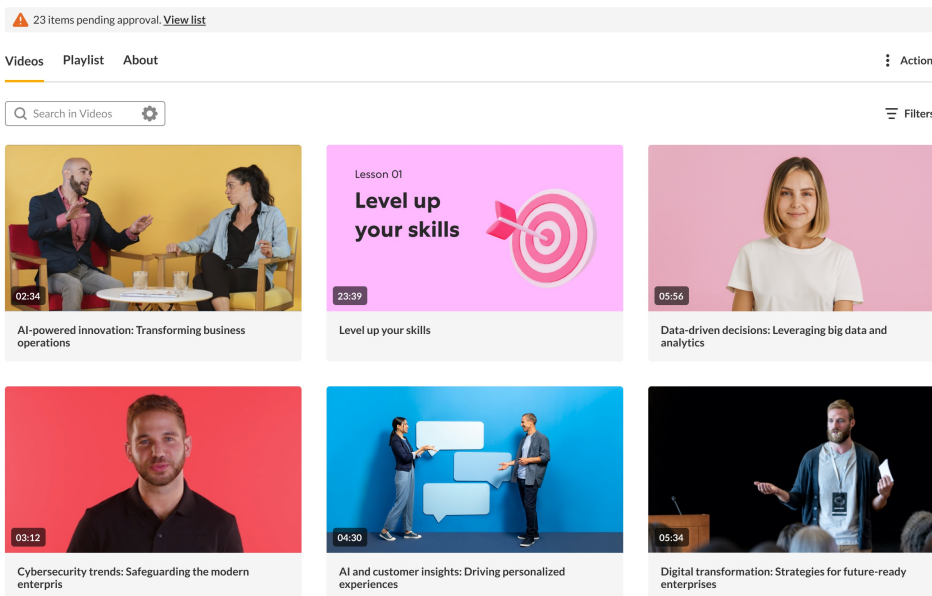 23 items pending approval. View list
Videos Playlist About
Action
Search in Videos
Filters
Lesson 01
Level up
your skills
02:34
23:39
05:56
AI-powered innovation: Transforming business
operations
Level up your skills
Data-driven decisions: Leveraging big data and
analytics
03:12
04:30
05:34
Cybersecurity trends: Safeguarding the modern
enterpris
AI and customer insights: Driving personalized
experiences
Digital transformation: Strategies for future-ready
enterprises